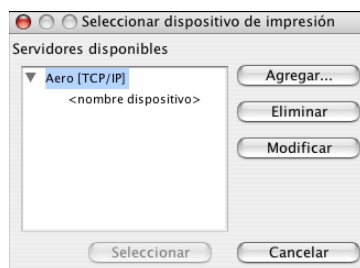 Seleccionar dispositivo de impresión
Servidores disponibles
Aero [TCP/IP]
<nombre dispositivo>
Agregar...
Eliminar
Modificar
Seleccionar
Cancelar